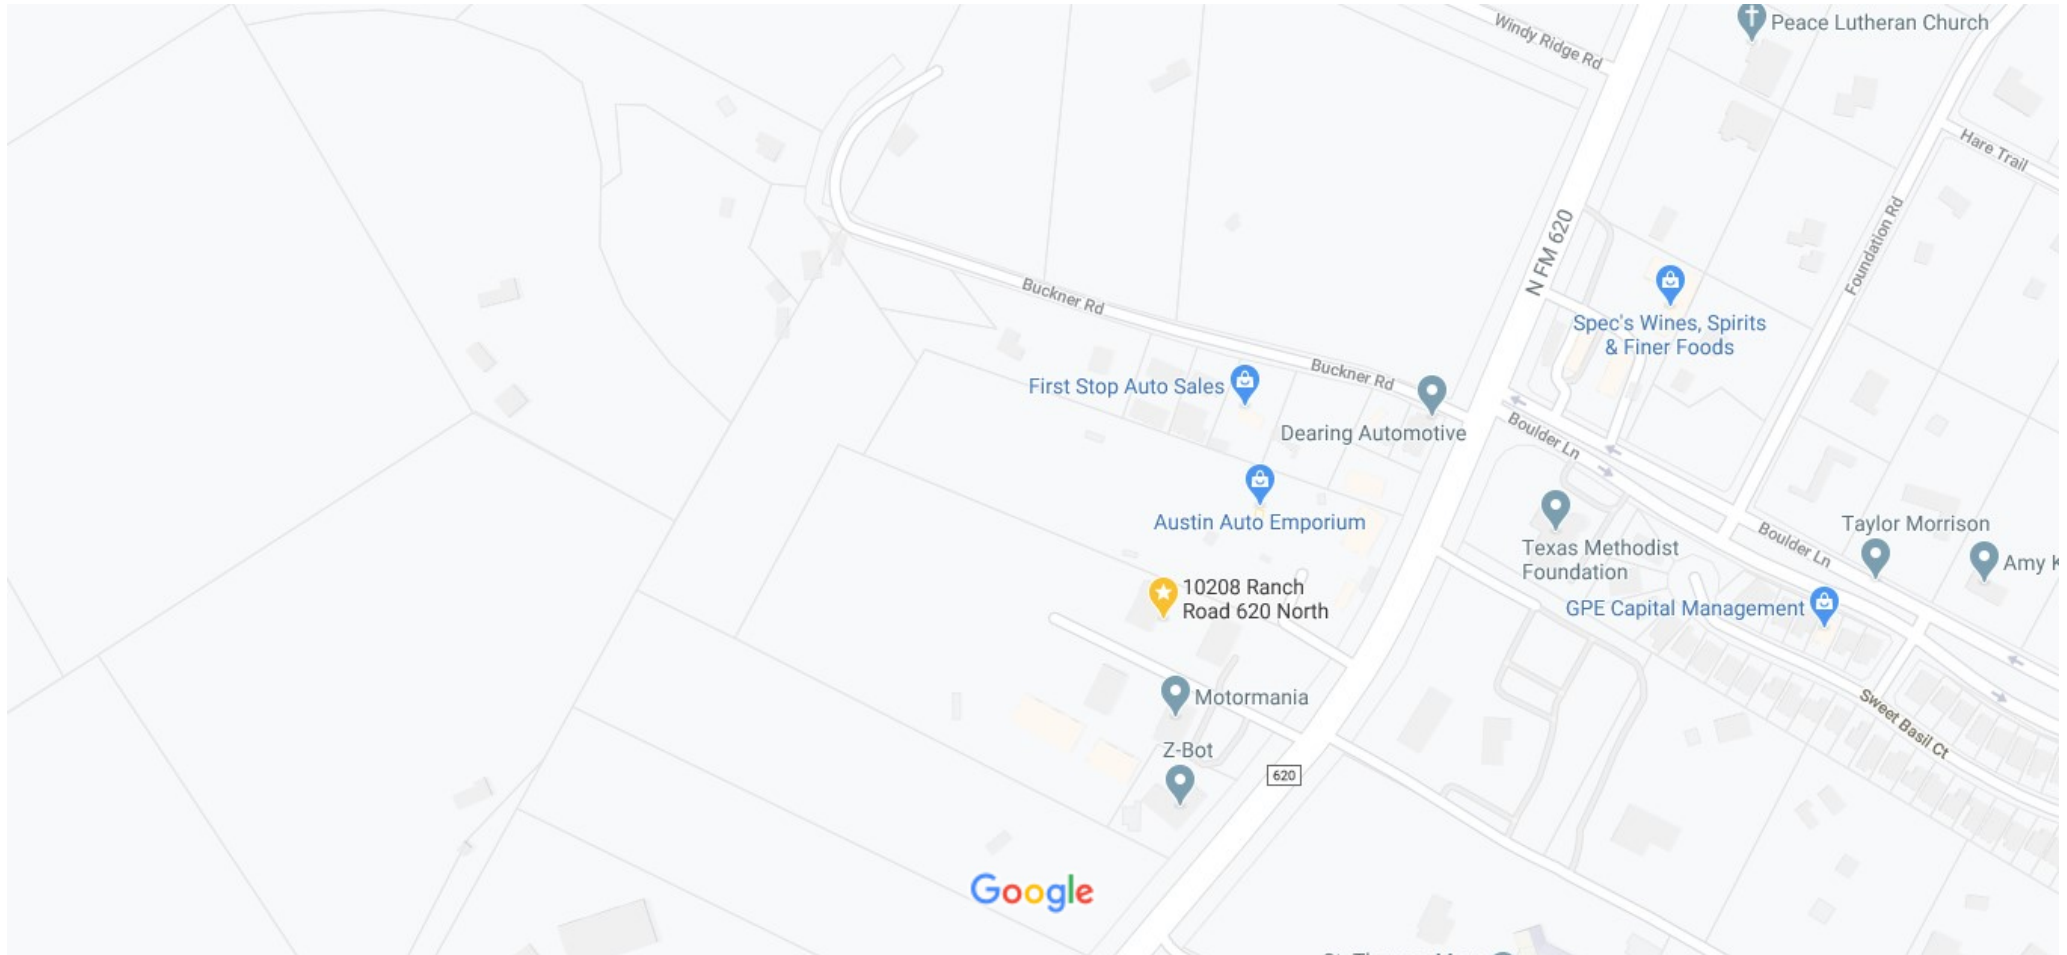 Peace Lutheran Church
Windy Ridge Rd
Hare Trail
N FM 620
Foundation Rd
Buckner Rd
Spec's Wines, Spirits
& Finer Foods
Buckner Rd
First Stop Auto Sales
Dearing Automotive
Boulder Ln
Austin Auto Emporium
Taylor Morrison
Boulder Ln
Texas Methodist
Foundation
Amy K
10208 Ranch
Road 620 North
GPE Capital Management
Motormania
Sweet Basil Ct
Z-Bot
620
Google